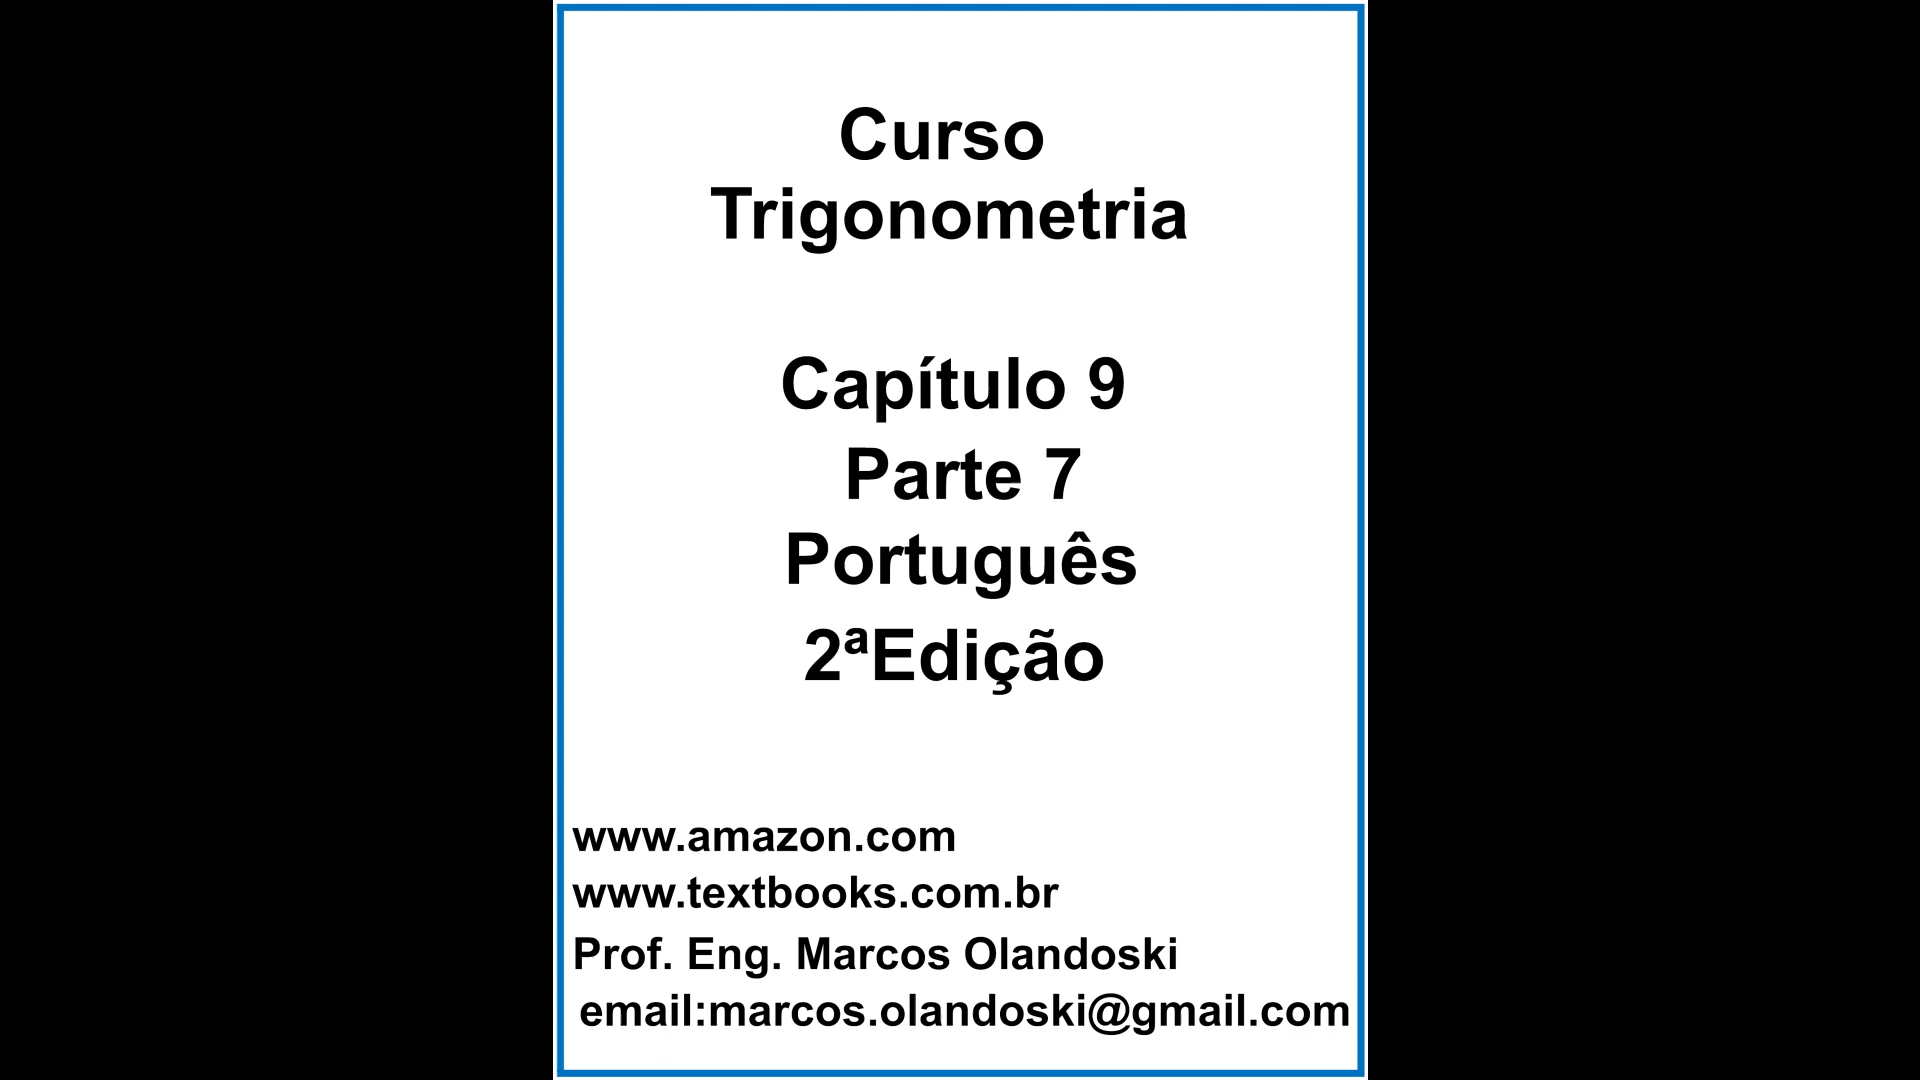 Curso
Trigonometria
Capítulo 9
Parte 7
Português
2ªEdição
www.amazon.com
www.textbooks.com.br
Prof. Eng. Marcos Olandoski
email:marcos.olandoski@gmail.com